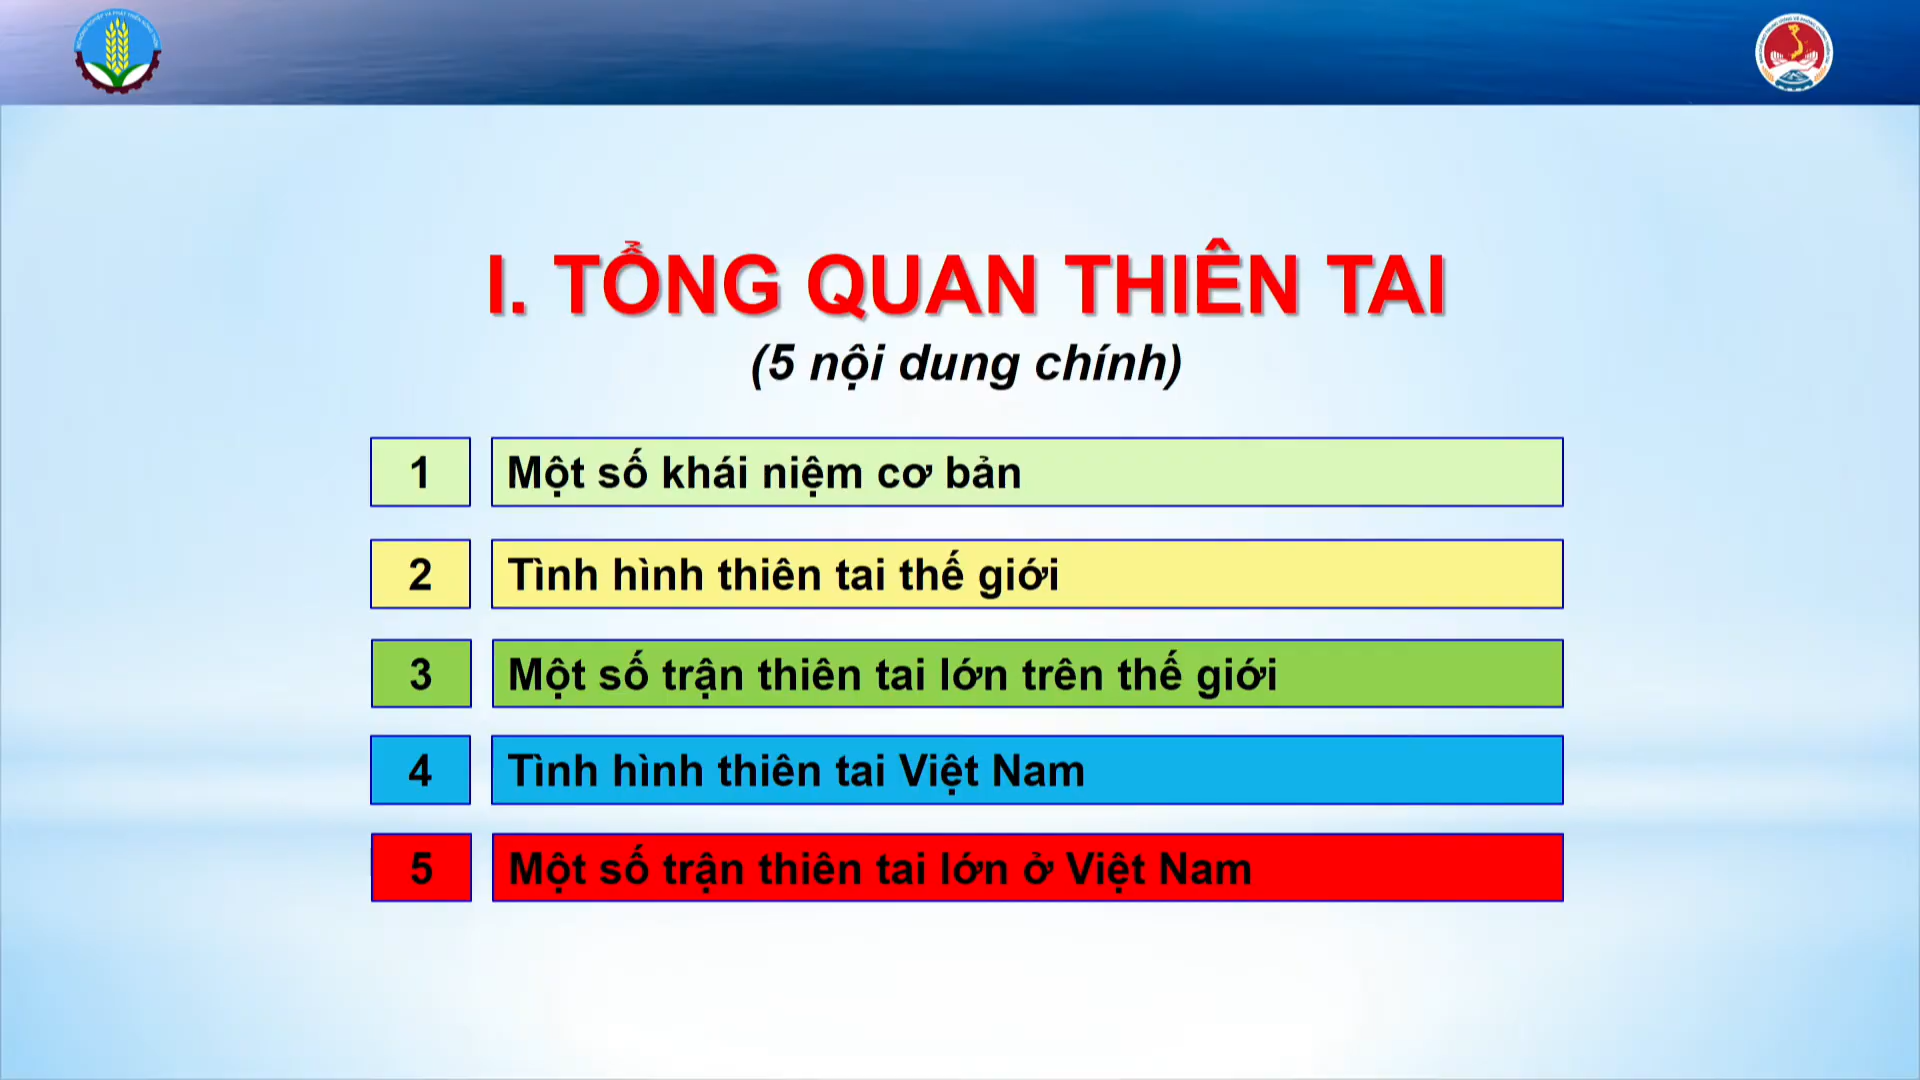 I. TỔNG QUAN THIÊN TAI
(5 nội dung chính)
1 Một số khái niệm cơ bản
2 Tình hình thiên tai thế giới
3 Một số trận thiên tai lớn trên thế giới
4 Tình hình thiên tai Việt Nam
5 Một số trận thiên tai lớn ở Việt Nam